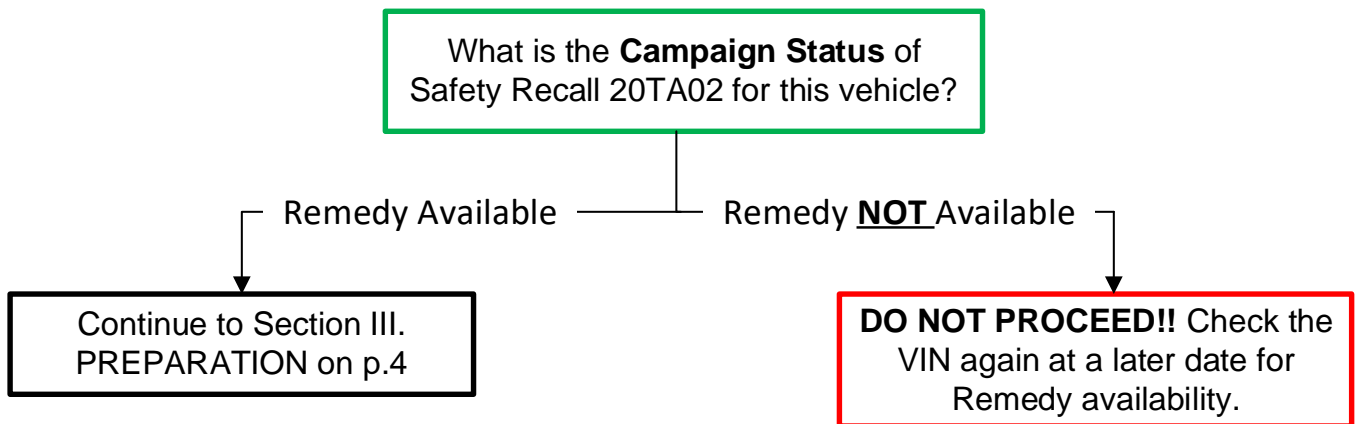 What is the Campaign Status of
Safety Recall 20TA02 for this vehicle?
Remedy Available
Remedy NOT Available
Continue to Section III.
PREPARATION on p.4
DO NOT PROCEED!! Check the
VIN again at a later date for
Remedy availability.